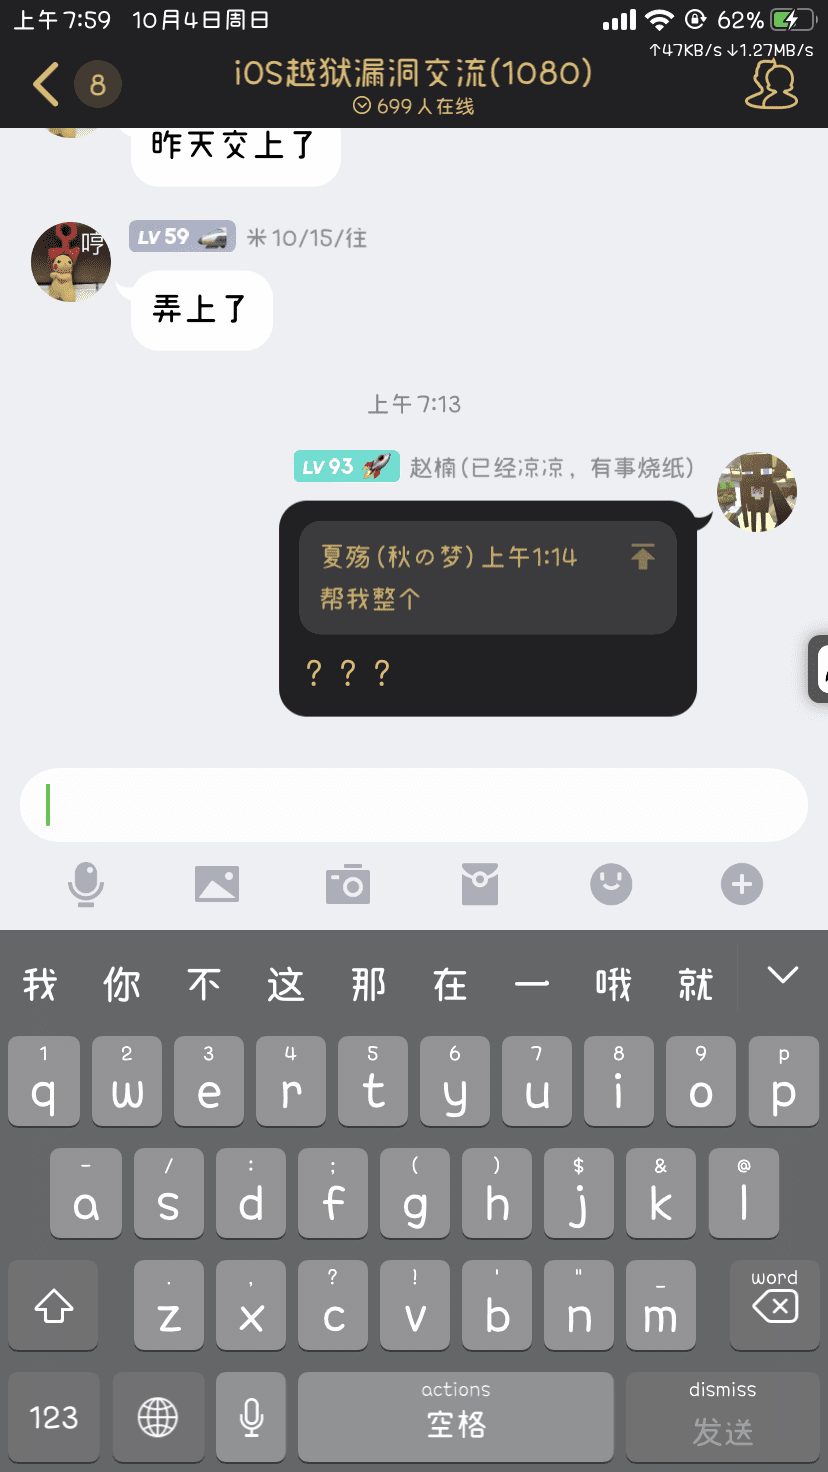 上午7:59 10月4日周日 62%
↑47KB/s↓1.27MB/s
8 iOS越狱漏洞交流(1080)
699人在线
昨天交上了
哼
LV 59 米10/15/往
弄上了
上午7:13
LV 93 赵楠(已经凉凉，有事烧纸)
夏殇(秋の梦)上午1:14
帮我整个
？？？
我 你 不 这 那 在 一 哦 就
1 2 3 4 5 6 7 8 9 p
q w e r t y u i o p
- / : ; ( ) $ & @
a s d f g h j k l
. , ? ! ' " _ word
z x c v b n m
actions dismiss
123 空格 发送